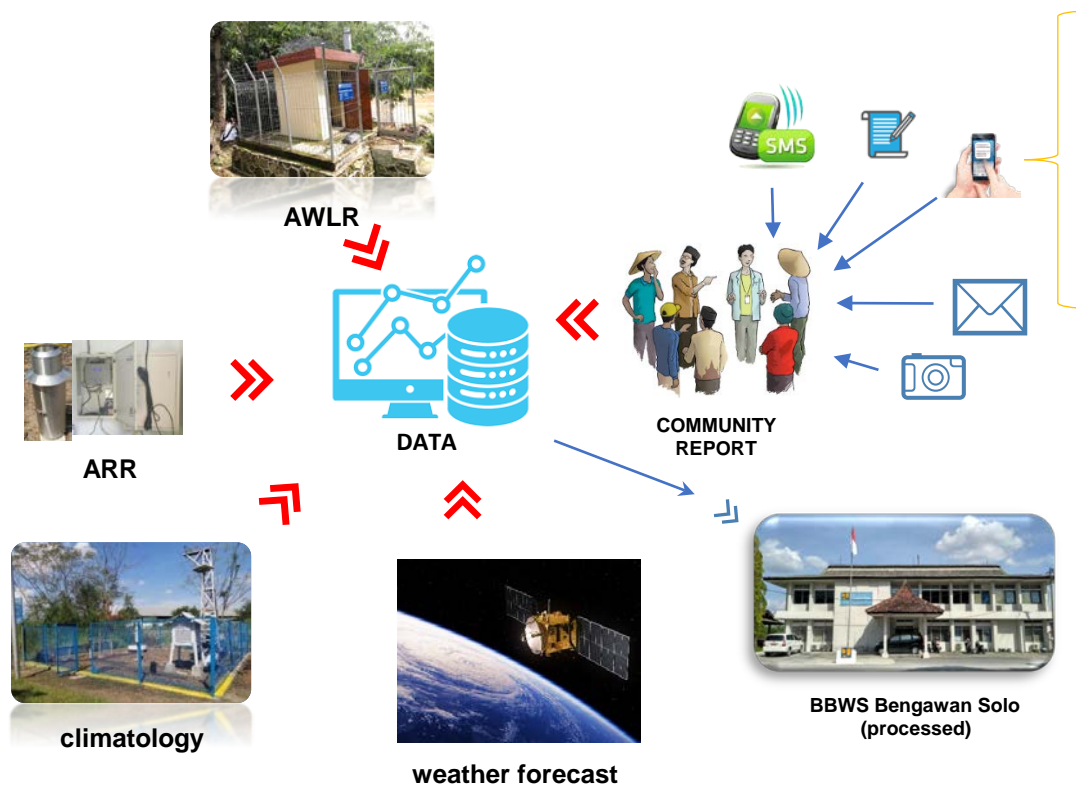 SMS
AWLR
DATA
COMMUNITY
REPORT
ARR
climatology
weather forecast
BBWS Bengawan Solo
(processed)